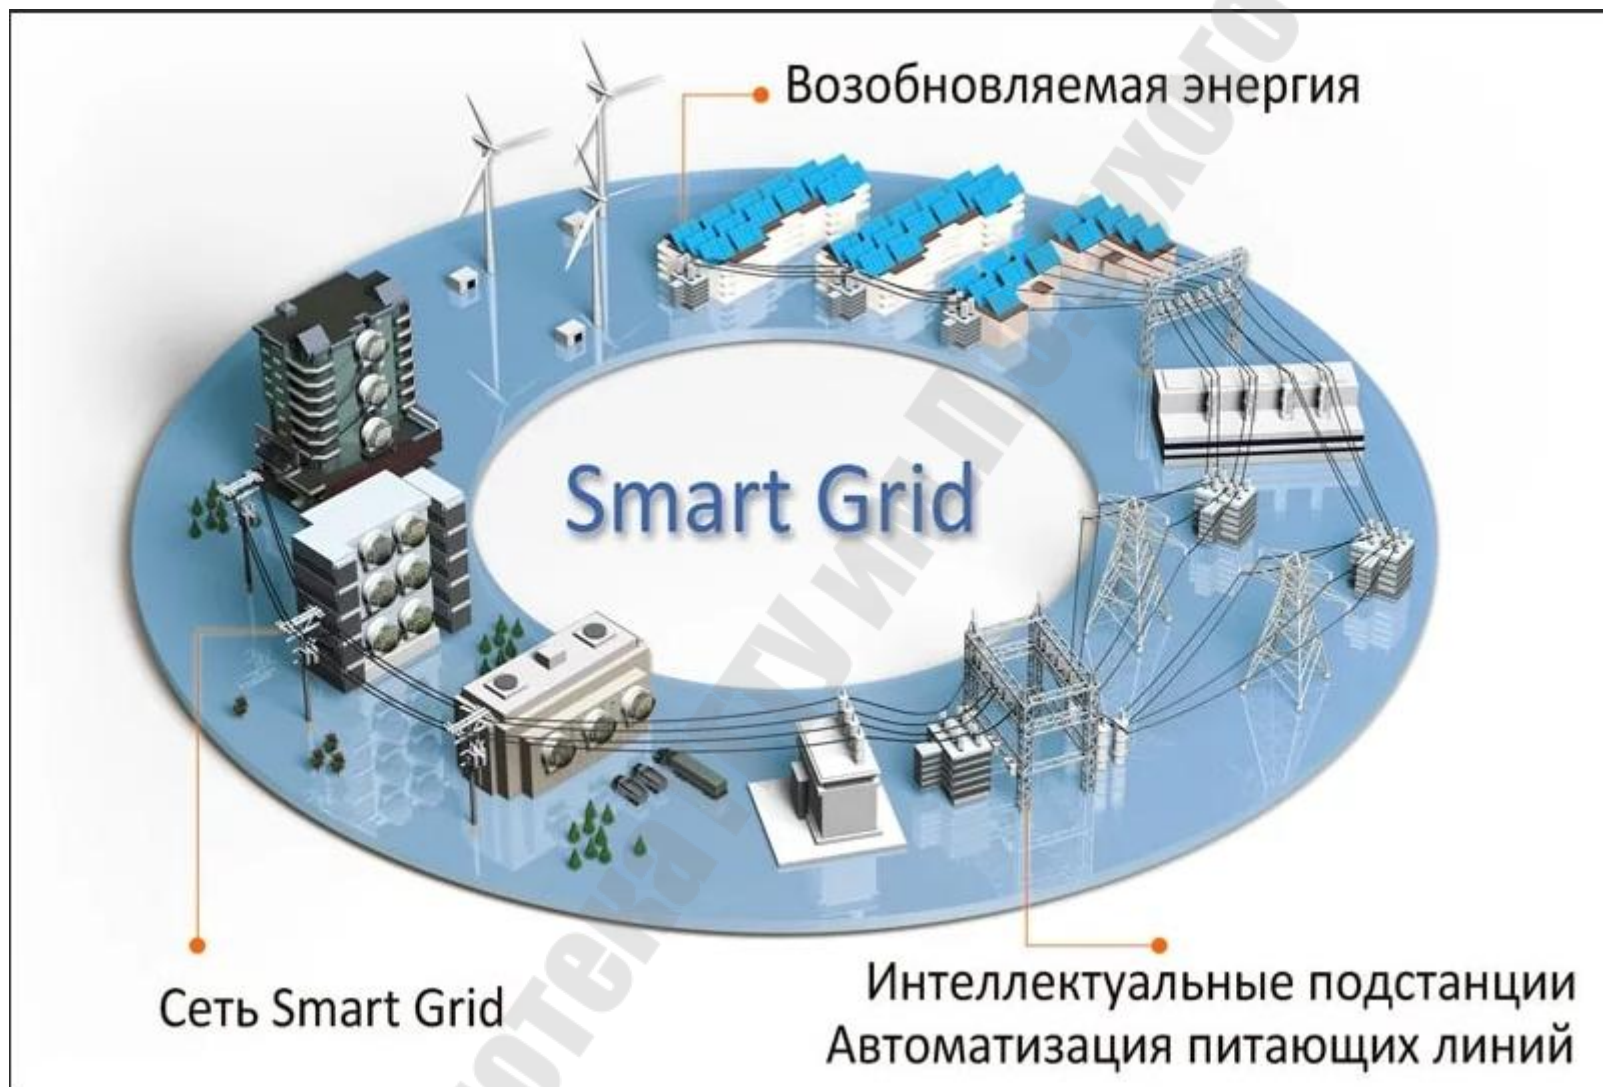 Возобновляемая энергия
Smart Grid
Сеть Smart Grid
Интеллектуальные подстанции
Автоматизация питающих линий